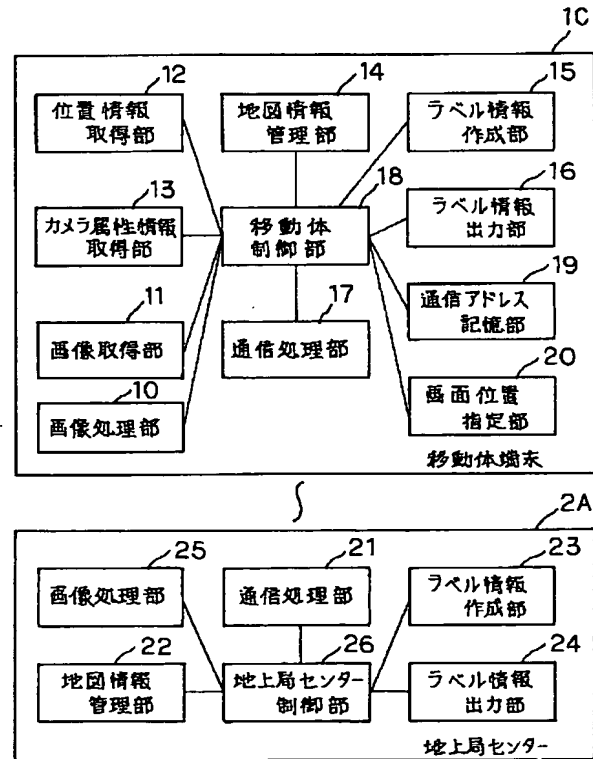 1C
12
位置情報
取得部
14
地図情報
管理部
15
ラベル情報
作成部
13
カメラ属性情報
取得部
18
移動体
制御部
16
ラベル情報
出力部
11
画像取得部
17
通信処理部
19
通信アドレス
記憶部
10
画像処理部
20
画面位置
指定部
移動体端末
2A
25
画像処理部
21
通信処理部
23
ラベル情報
作成部
22
地図情報
管理部
26
地上局センター
制御部
24
ラベル情報
出力部
地上局センター